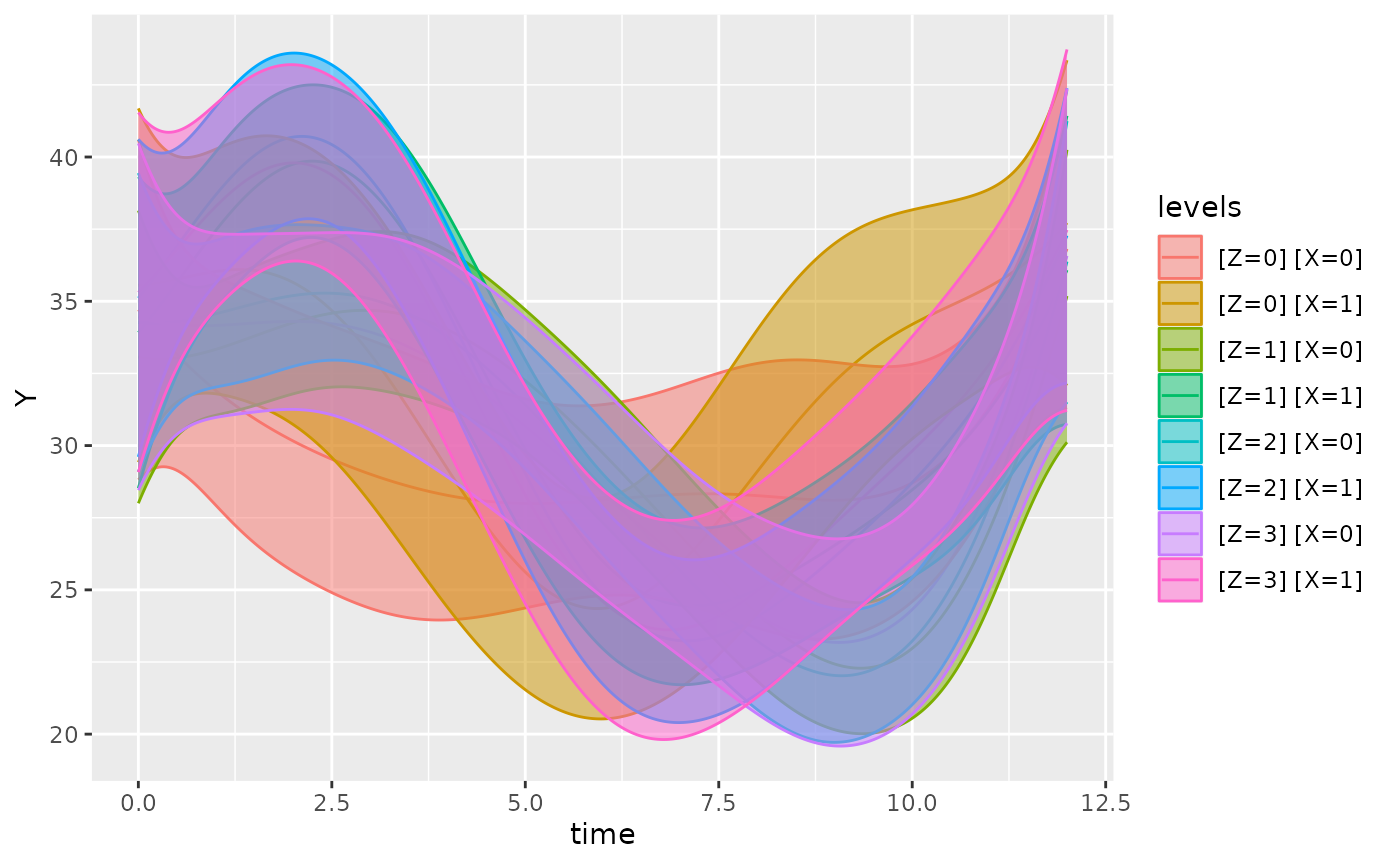 40
35
30
25
20
Y
0.0 2.5 5.0 7.5 10.0 12.5
time
levels
[Z=0] [X=0]
[Z=0] [X=1]
[Z=1] [X=0]
[Z=1] [X=1]
[Z=2] [X=0]
[Z=2] [X=1]
[Z=3] [X=0]
[Z=3] [X=1]